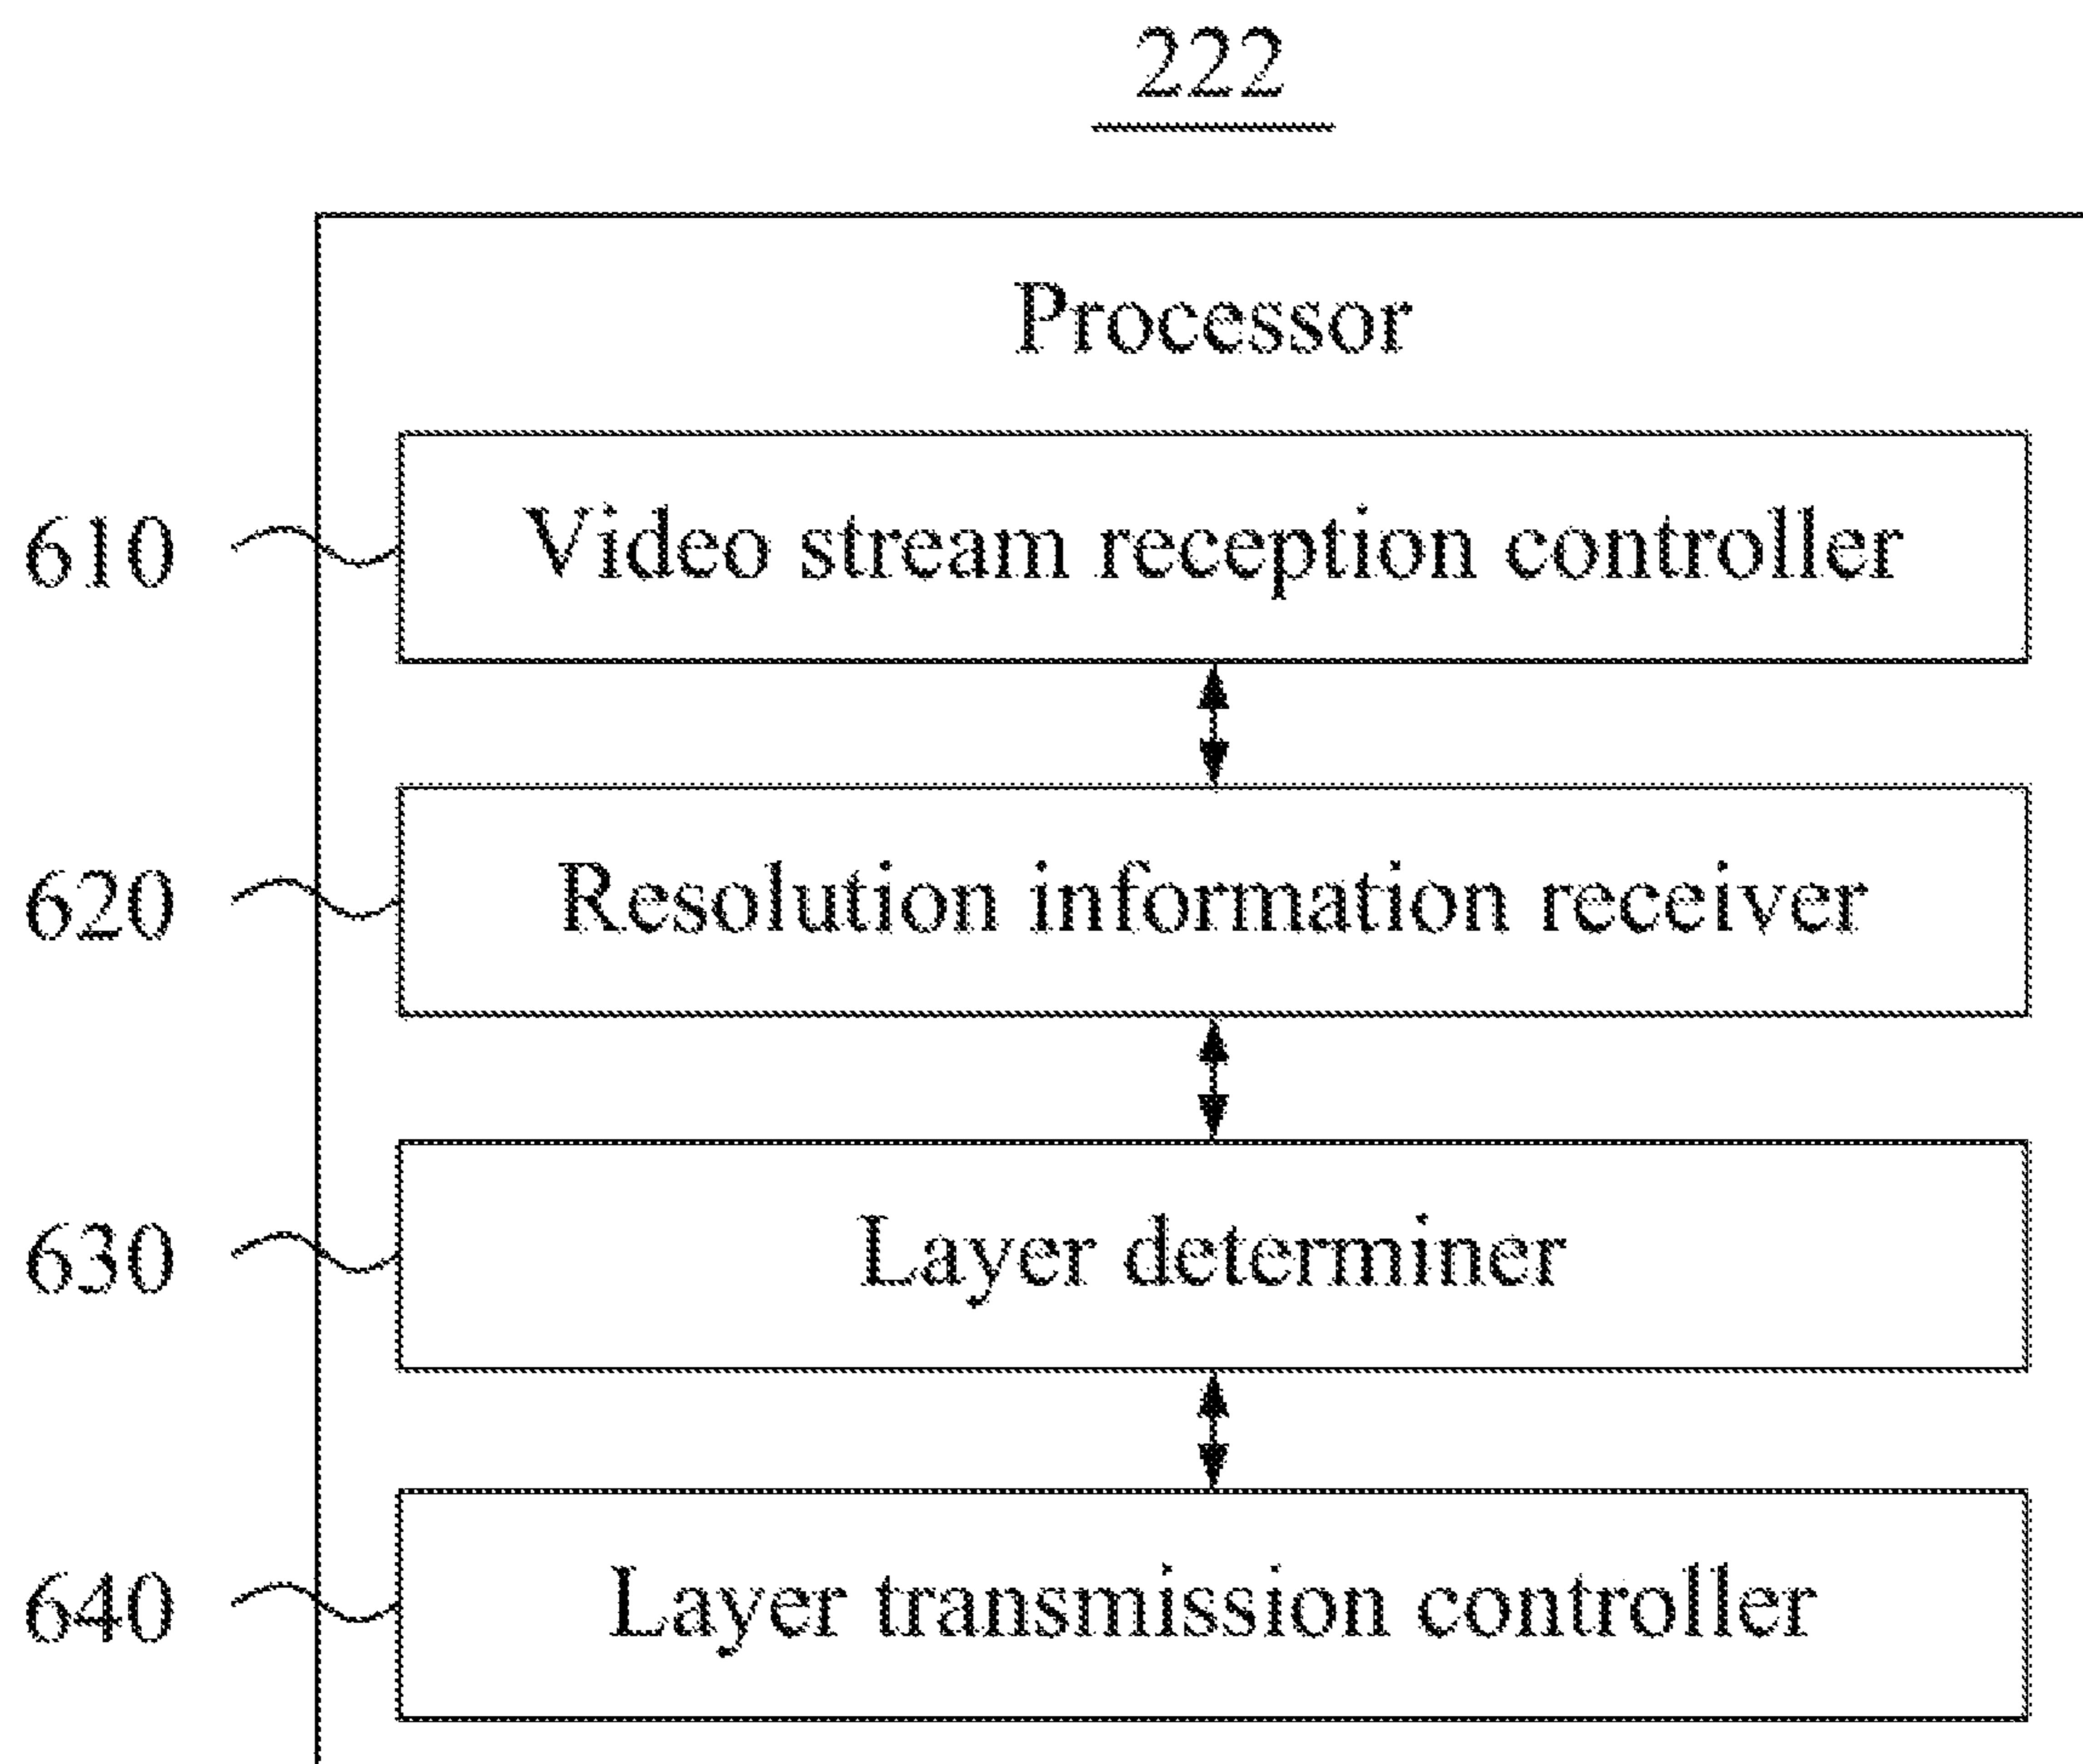 222
Processor
610 Video stream reception controller
620 Resolution information receiver
630 Layer determiner
640 Layer transmission controller